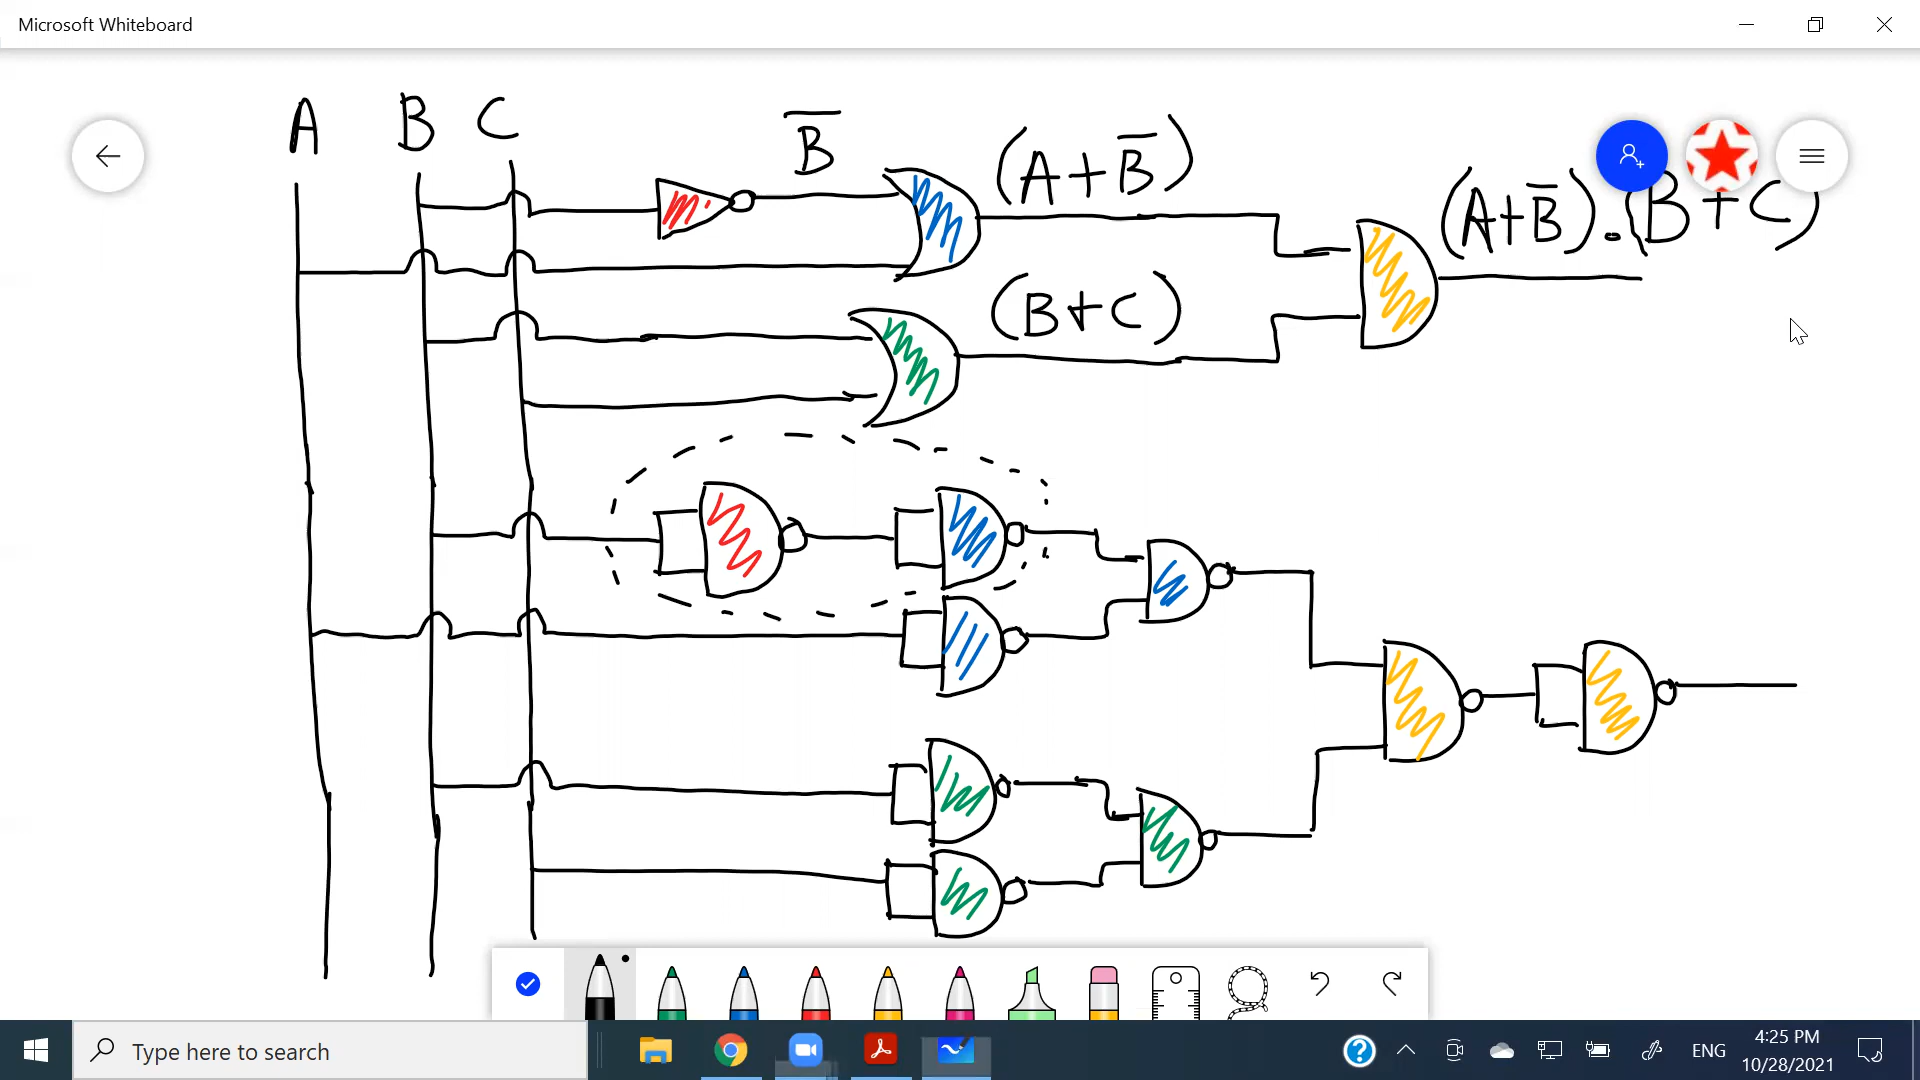 Microsoft Whiteboard
A B C
B̅
(A+B̅)
(A+B̅).(B+C)
(B+C)
Type here to search
ENG
4:25 PM
10/28/2021